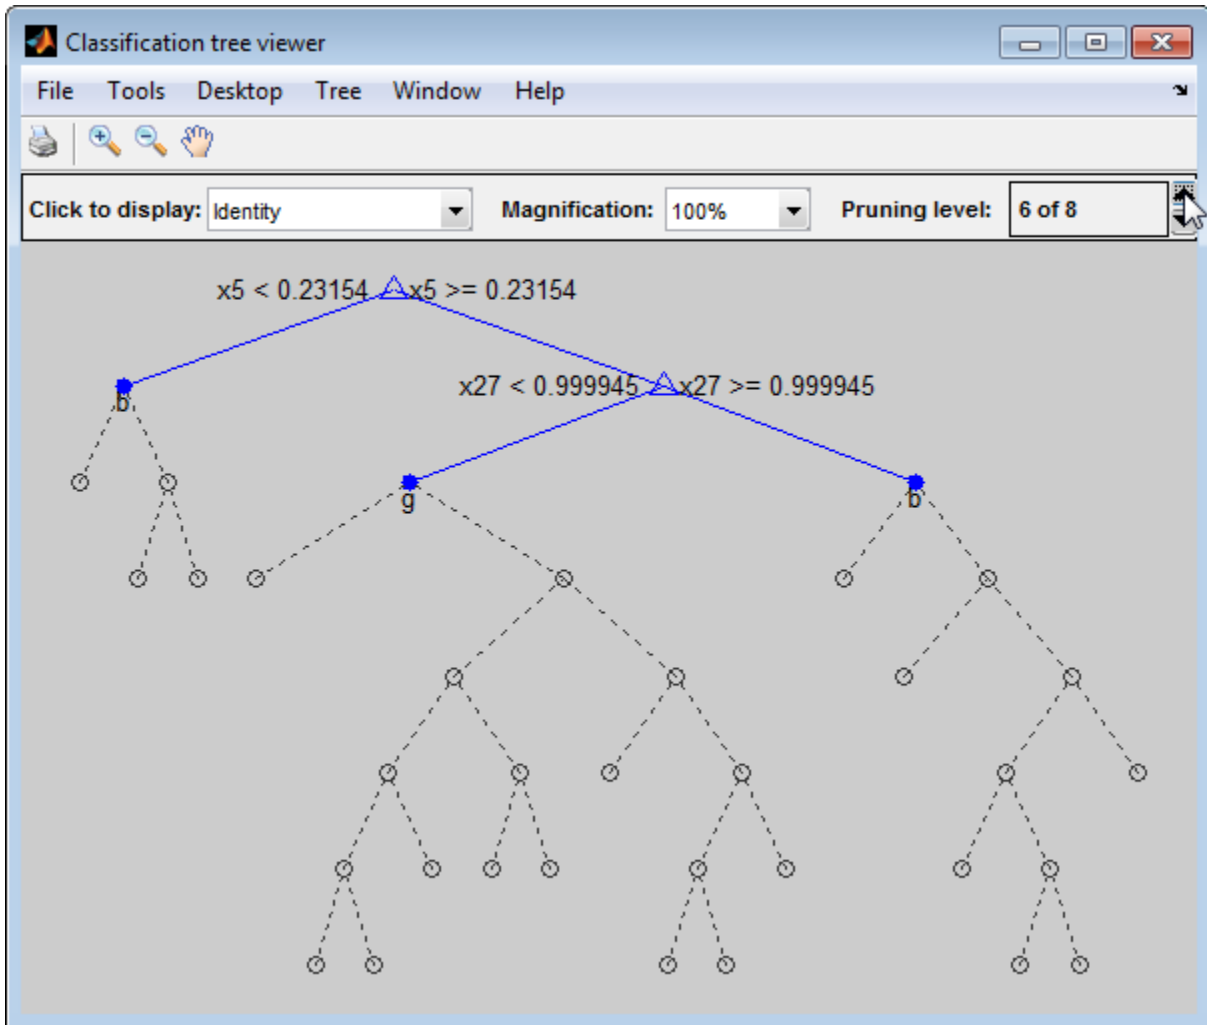 Classification tree viewer
File Tools Desktop Tree Window Help
Click to display: Identity Magnification: 100% Pruning level: 6 of 8
x5 < 0.23154 x5 >= 0.23154
b x27 < 0.999945 x27 >= 0.999945
g b